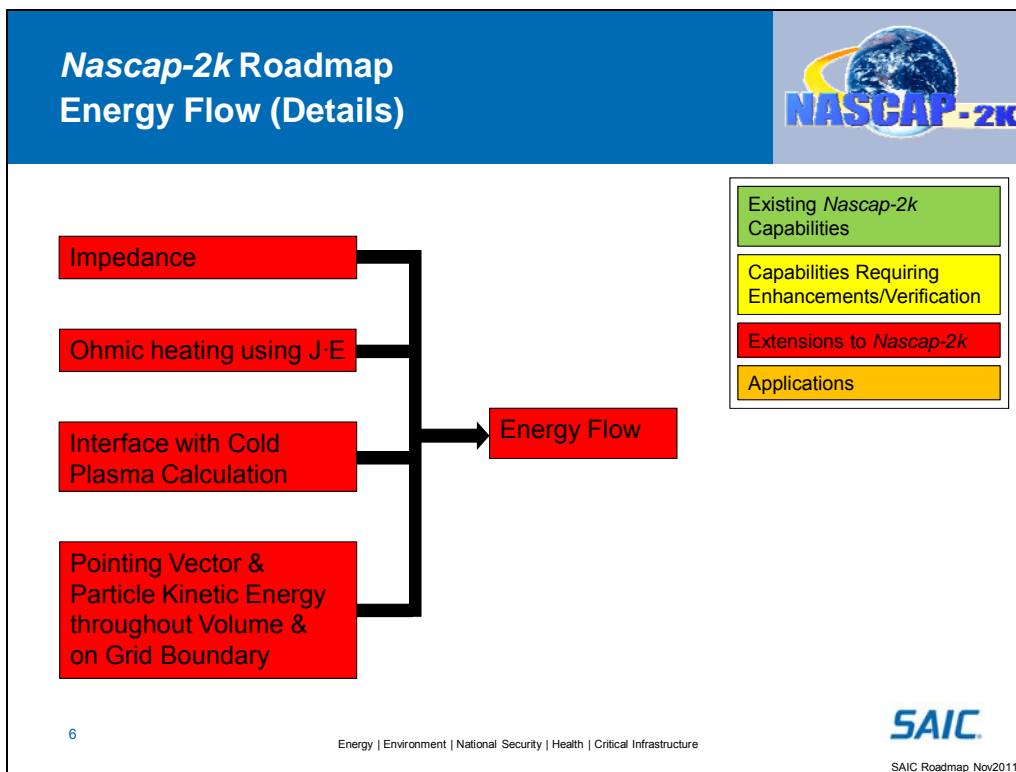 Nascap-2k Roadmap
Energy Flow (Details)
NASCAP-2K
Existing Nascap-2k
Capabilities
Capabilities Requiring
Enhancements/Verification
Extensions to Nascap-2k
Applications
Impedance
Ohmic heating using J·E
Interface with Cold
Plasma Calculation
Pointing Vector &
Particle Kinetic Energy
throughout Volume &
on Grid Boundary
Energy Flow
6
Energy | Environment | National Security | Health | Critical Infrastructure
SAIC.
SAIC Roadmap Nov2011